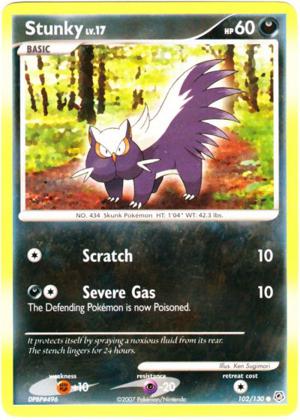 Stunky LV.17
HP 60
BASIC
NO. 434 Skunk Pokémon HT: 1'04" WT: 42.3 lbs.
Scratch 10
Severe Gas 10
The Defending Pokémon is now Poisoned.
It protects itself by spraying a noxious fluid from its rear.
The stench lingers for 24 hours.
Illus. Ken Sugimori
weakness resistance retreat cost
+10 -20
DPBP#496 ©2007 Pokémon/Nintendo 102/130